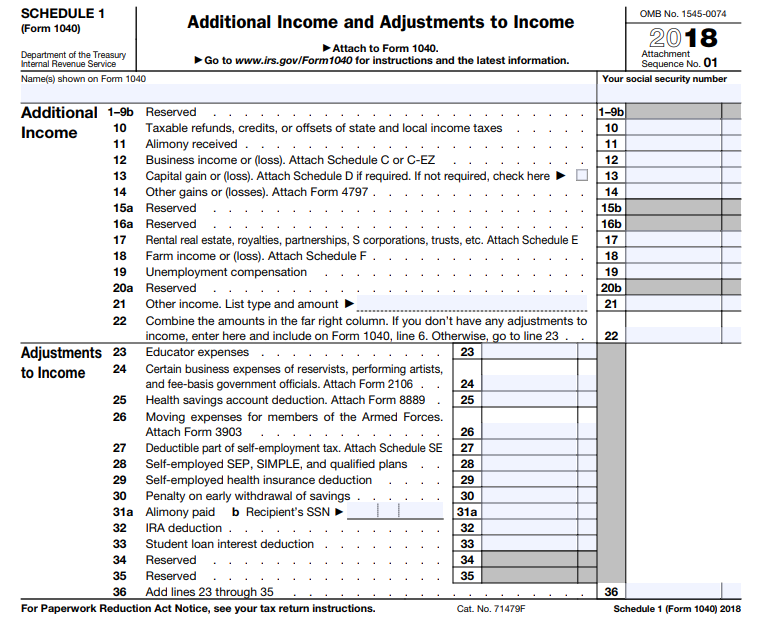 SCHEDULE 1
(Form 1040)
Department of the Treasury
Internal Revenue Service
Additional Income and Adjustments to Income
▶ Attach to Form 1040.
▶ Go to www.irs.gov/Form1040 for instructions and the latest information.
OMB No. 1545-0074
2018
Attachment
Sequence No. 01
Name(s) shown on Form 1040 Your social security number
Additional Income
1–9b Reserved . . . 1–9b
10 Taxable refunds, credits, or offsets of state and local income taxes . . . 10
11 Alimony received . . . 11
12 Business income or (loss). Attach Schedule C or C-EZ . . . 12
13 Capital gain or (loss). Attach Schedule D if required. If not required, check here ▶ ☐ 13
14 Other gains or (losses). Attach Form 4797 . . . 14
15a Reserved . . . 15b
16a Reserved . . . 16b
17 Rental real estate, royalties, partnerships, S corporations, trusts, etc. Attach Schedule E 17
18 Farm income or (loss). Attach Schedule F . . . 18
19 Unemployment compensation . . . 19
20a Reserved . . . 20b
21 Other income. List type and amount ▶ 21
22 Combine the amounts in the far right column. If you don't have any adjustments to
income, enter here and include on Form 1040, line 6. Otherwise, go to line 23 . . 22
Adjustments to Income
23 Educator expenses . . . 23
24 Certain business expenses of reservists, performing artists,
and fee-basis government officials. Attach Form 2106 . . 24
25 Health savings account deduction. Attach Form 8889 . 25
26 Moving expenses for members of the Armed Forces.
Attach Form 3903 . . . 26
27 Deductible part of self-employment tax. Attach Schedule SE 27
28 Self-employed SEP, SIMPLE, and qualified plans . . 28
29 Self-employed health insurance deduction . . . 29
30 Penalty on early withdrawal of savings . . . 30
31a Alimony paid b Recipient's SSN ▶ 31a
32 IRA deduction . . . 32
33 Student loan interest deduction . . . 33
34 Reserved . . . 34
35 Reserved . . . 35
36 Add lines 23 through 35 . . . 36
For Paperwork Reduction Act Notice, see your tax return instructions. Cat. No. 71479F Schedule 1 (Form 1040) 2018